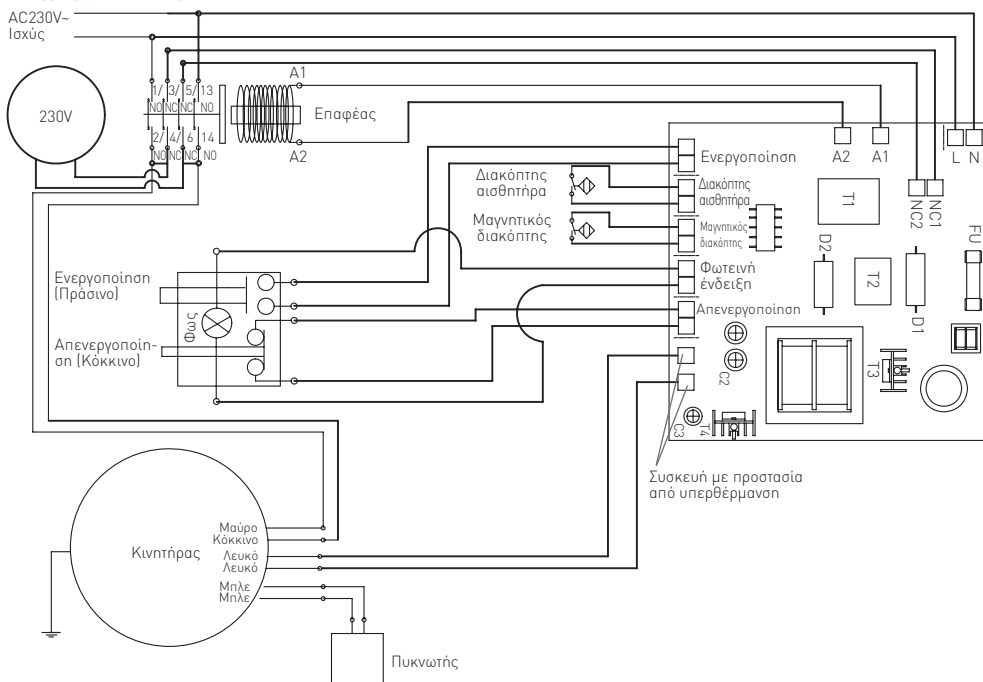 AC230V~
Ισχύς
230V
1/ 3/ 5/ 13
NO NC NC NO
2/ 4/ 6 14
NO NC NC NO
A1
A2
Επαφέας
Ενεργοποίηση
A2 A1
L N
Διακόπτης
αισθητήρα
Διακόπτης
αισθητήρα
Μαγνητικός
διακόπτης
Μαγνητικός
διακόπτης
T1
NC2 NC1
FU
D2
T2
D1
Φωτεινή
ένδειξη
Ενεργοποίηση
(Πράσινο)
Φως
Απενεργοποίη-
ση (Κόκκινο)
Απενεργοποίηση
C2
T3
C3
T4
Συσκευή με προστασία
από υπερθέρμανση
Κινητήρας
Μαύρο
Κόκκινο
Λευκό
Λευκό
Μπλε
Μπλε
Πυκνωτής